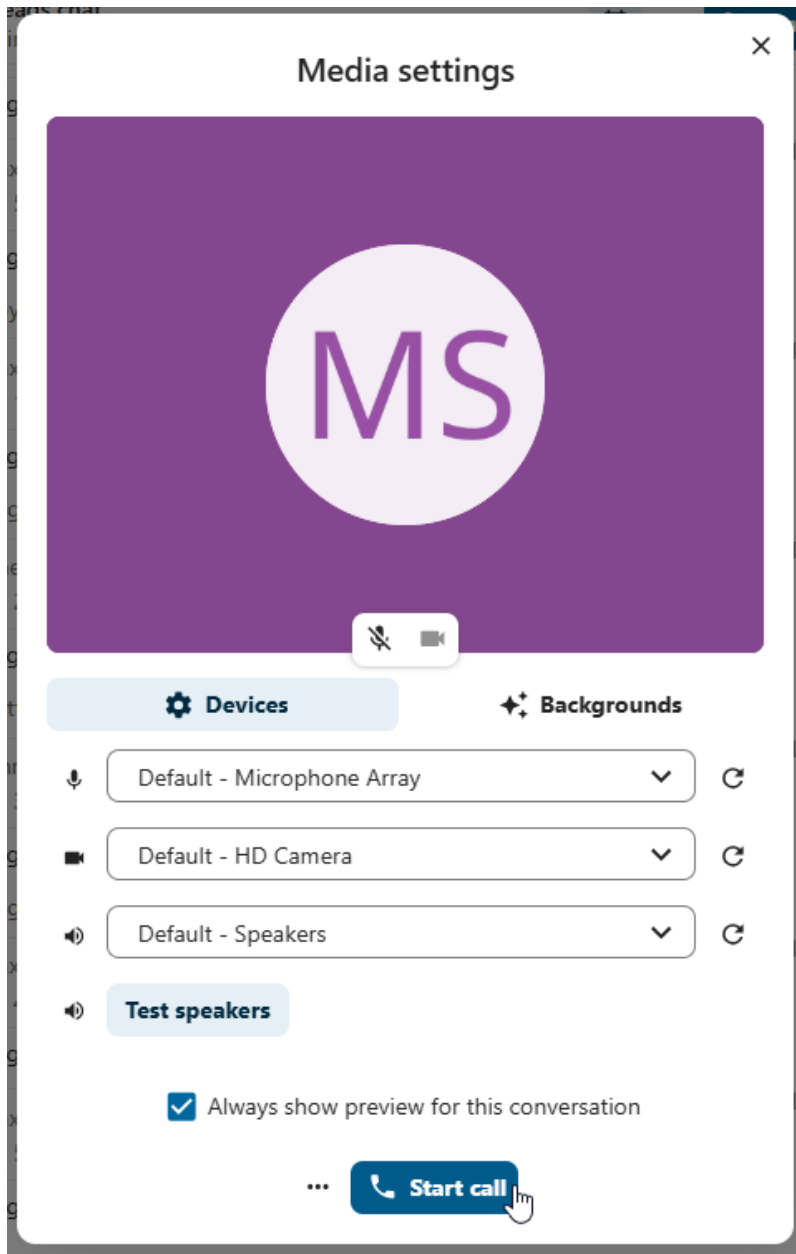 Media settings
MS
Devices
Backgrounds
Default - Microphone Array
Default - HD Camera
Default - Speakers
Test speakers
Always show preview for this conversation
Start call